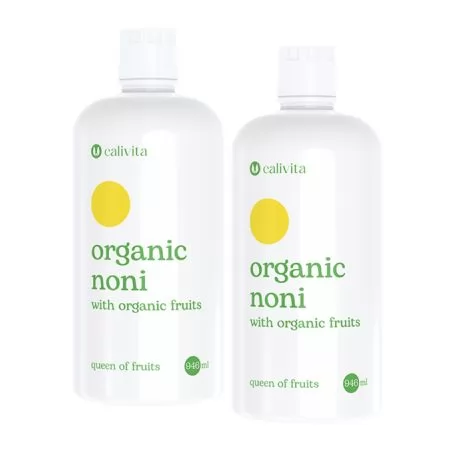 calivita
organic
noni
with organic fruits
queen of fruits
946 ml
calivita
organic
noni
with organic fruits
queen of fruits
946 ml